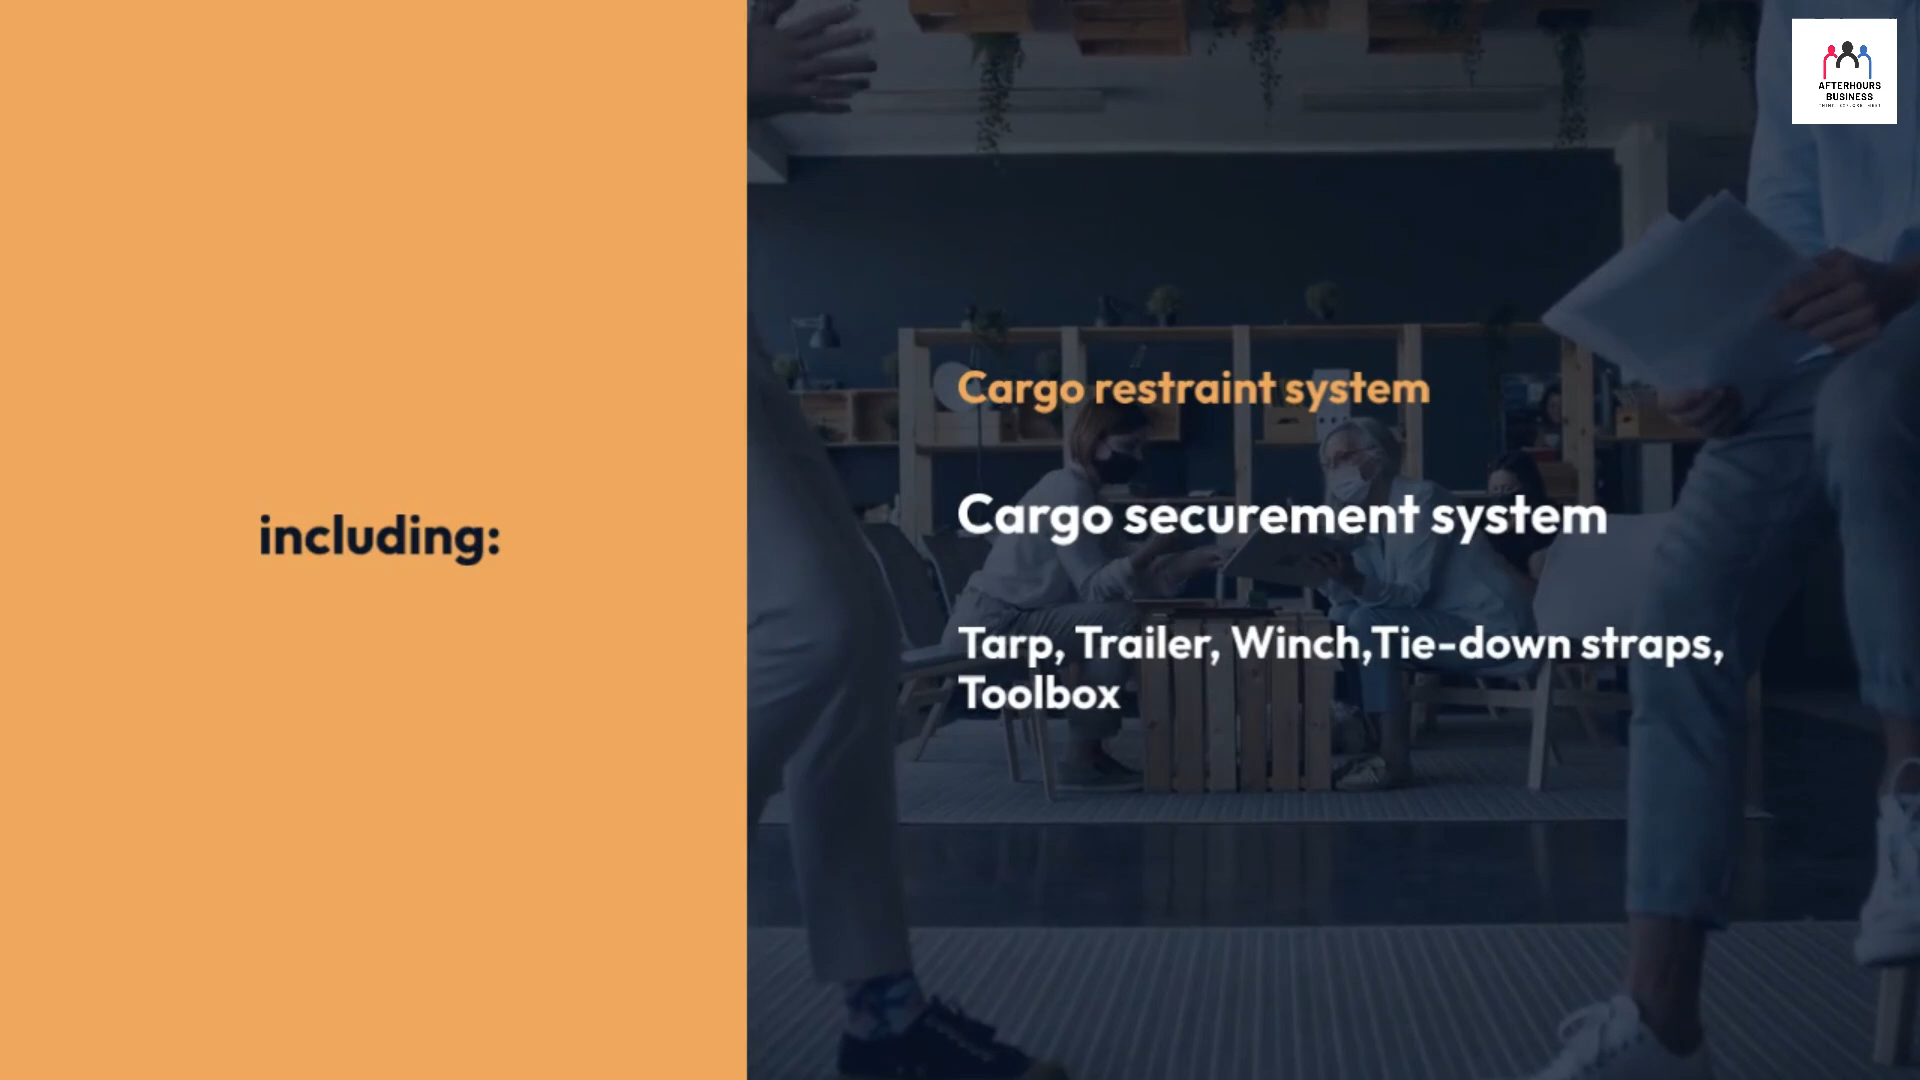 AFTERHOURS
BUSINESS
including:
Cargo restraint system
Cargo securement system
Tarp, Trailer, Winch,Tie-down straps,
Toolbox